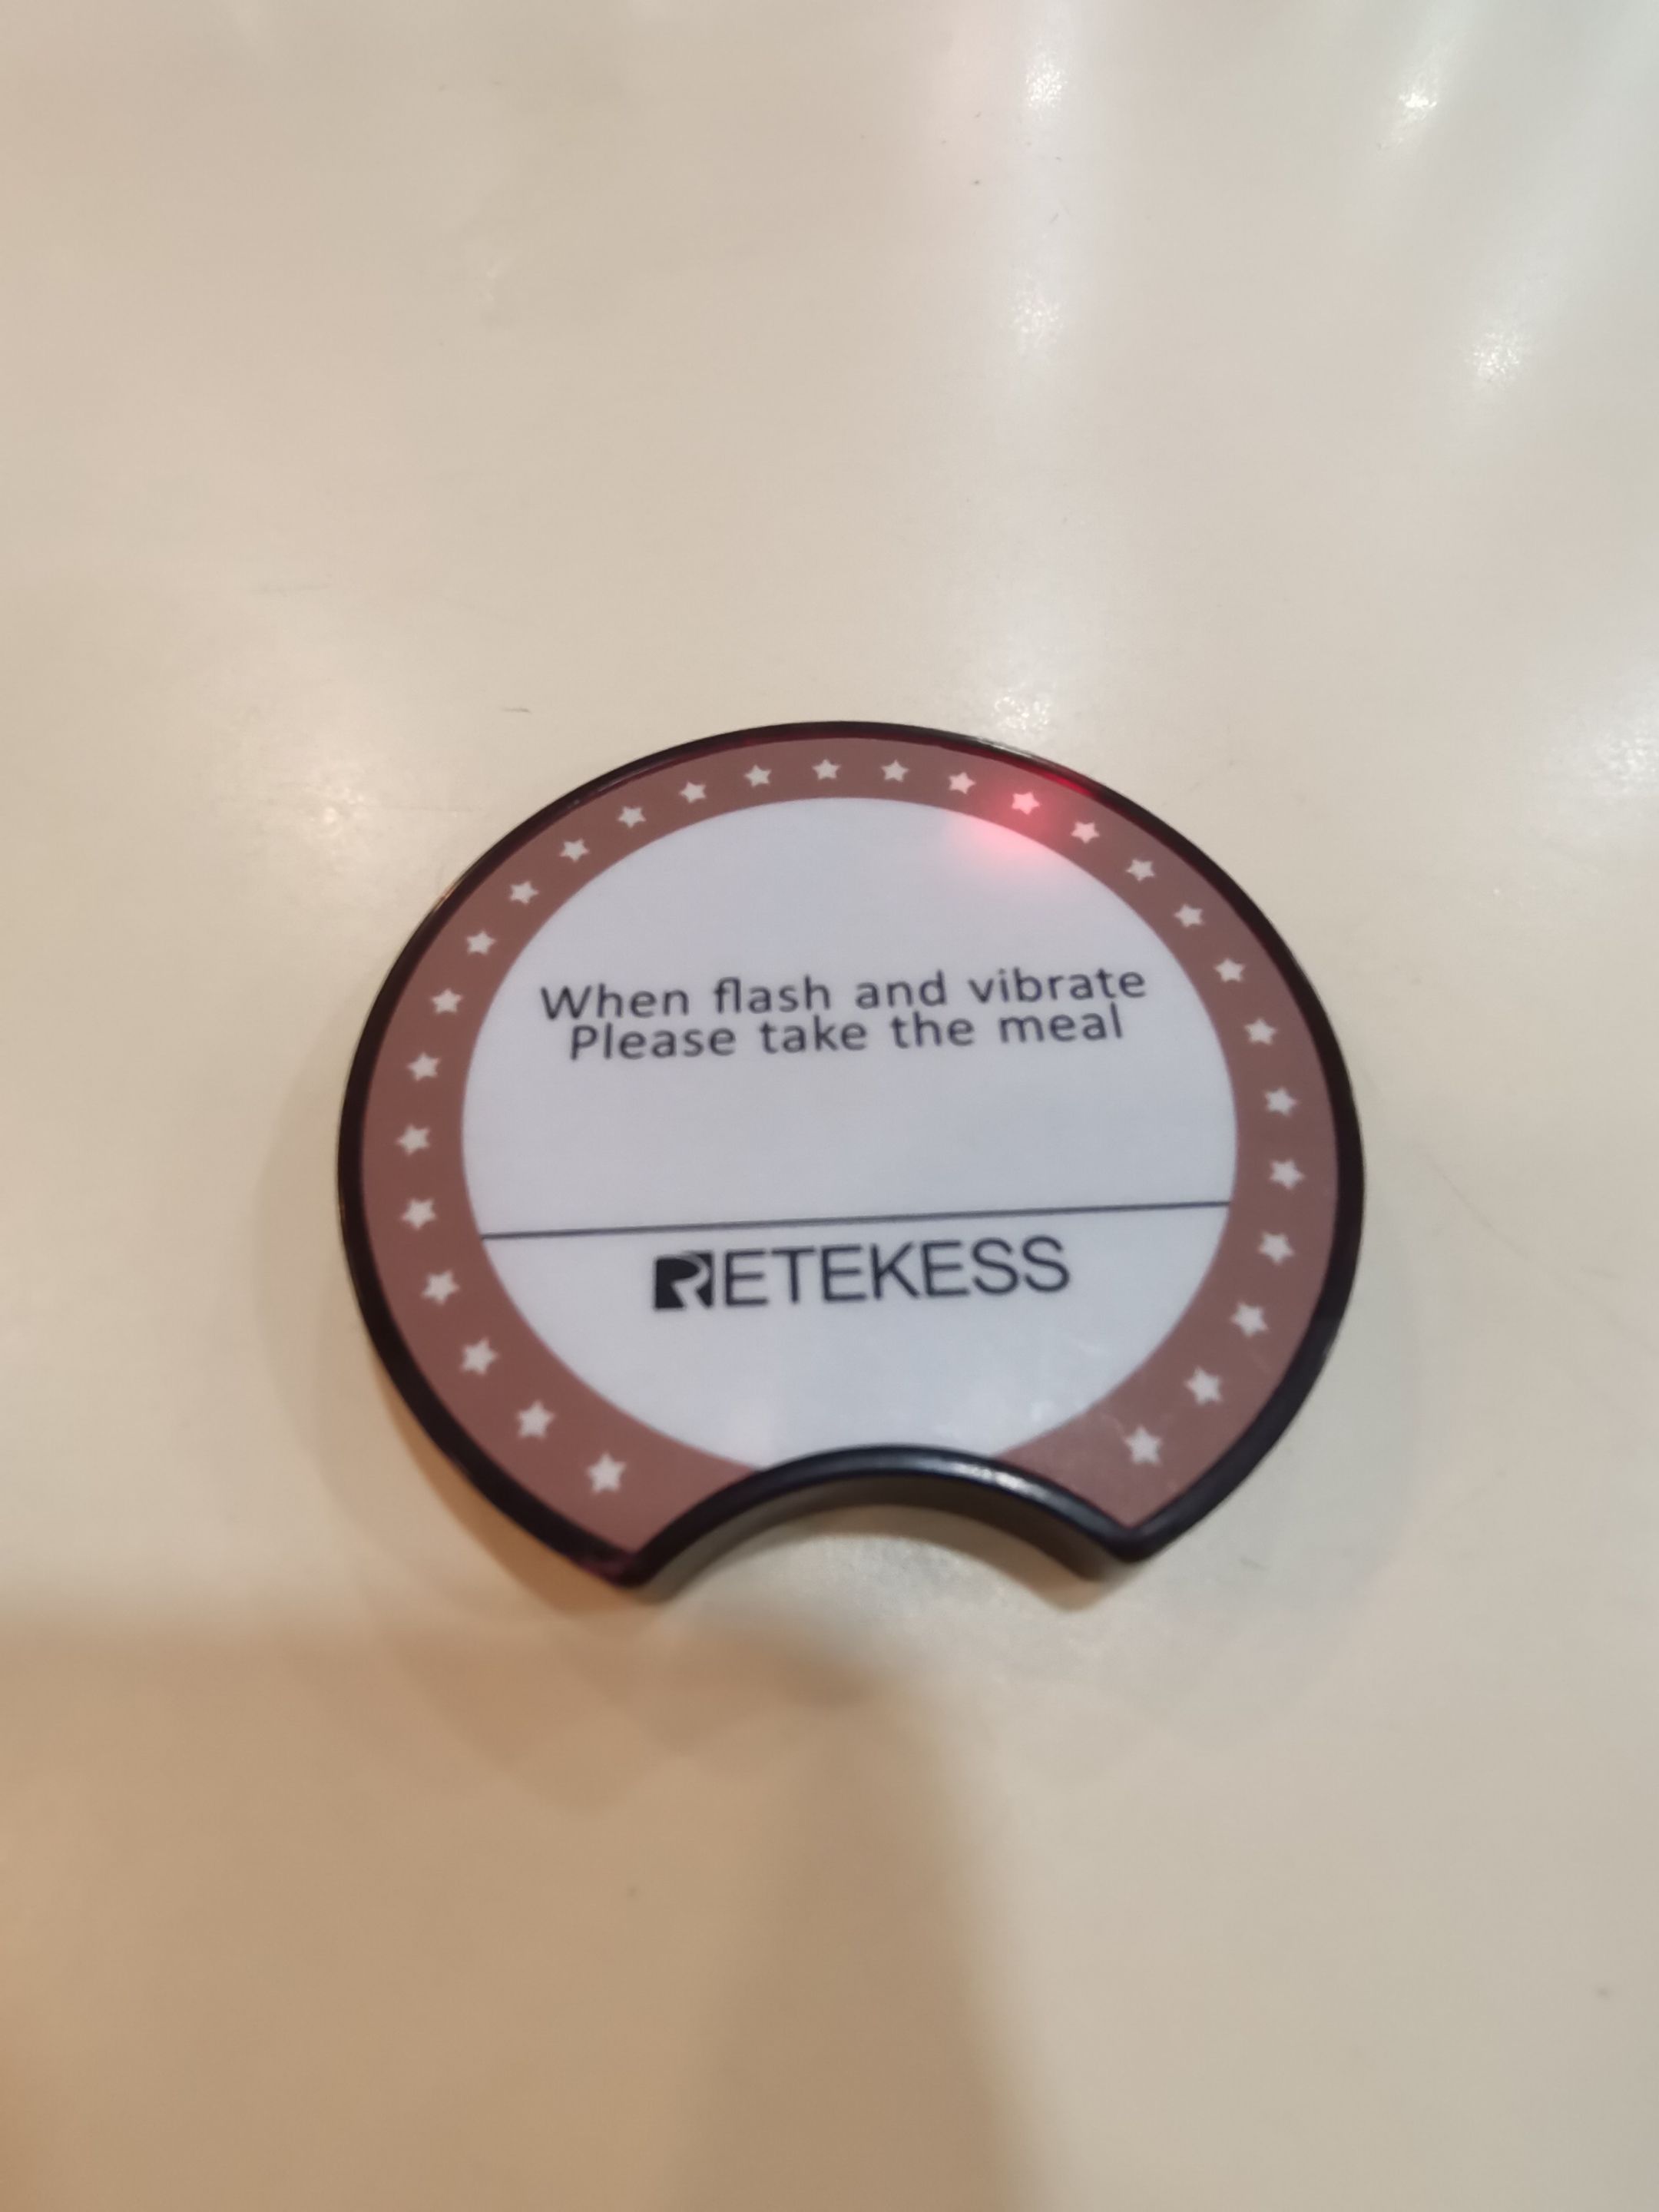 When flash and vibrate
Please take the meal
RETEKESS